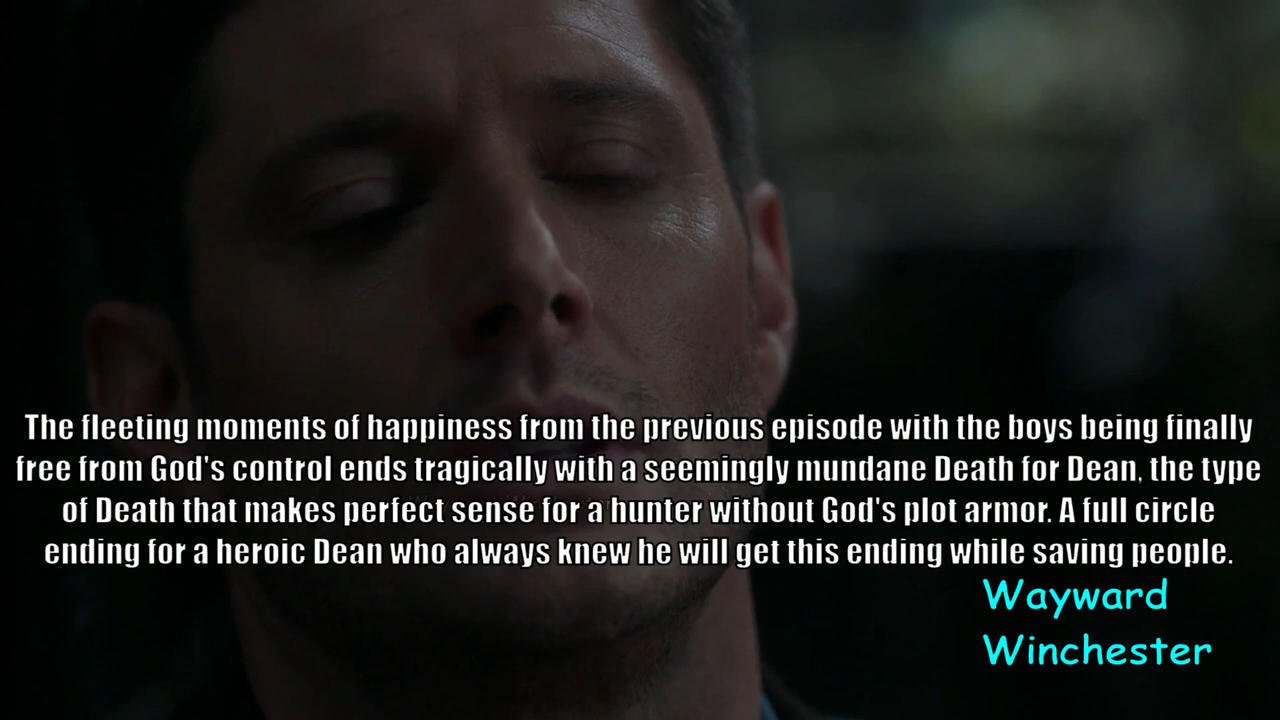 The fleeting moments of happiness from the previous episode with the boys being finally
free from God's control ends tragically with a seemingly mundane Death for Dean, the type
of Death that makes perfect sense for a hunter without God's plot armor. A full circle
ending for a heroic Dean who always knew he will get this ending while saving people.
Wayward
Winchester